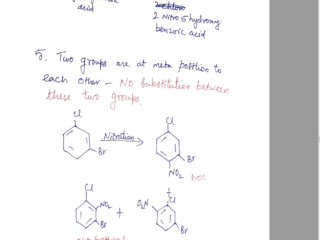 acid
2 Nitro 5 hydroxy
benzoic acid
5. Two groups are at meta position to
each other - No substitution between
these two groups.
Cl
Br
Nitration
Cl
Br
NO₂
+
Cl
NO₂
Br
+
O₂N
Cl
Br